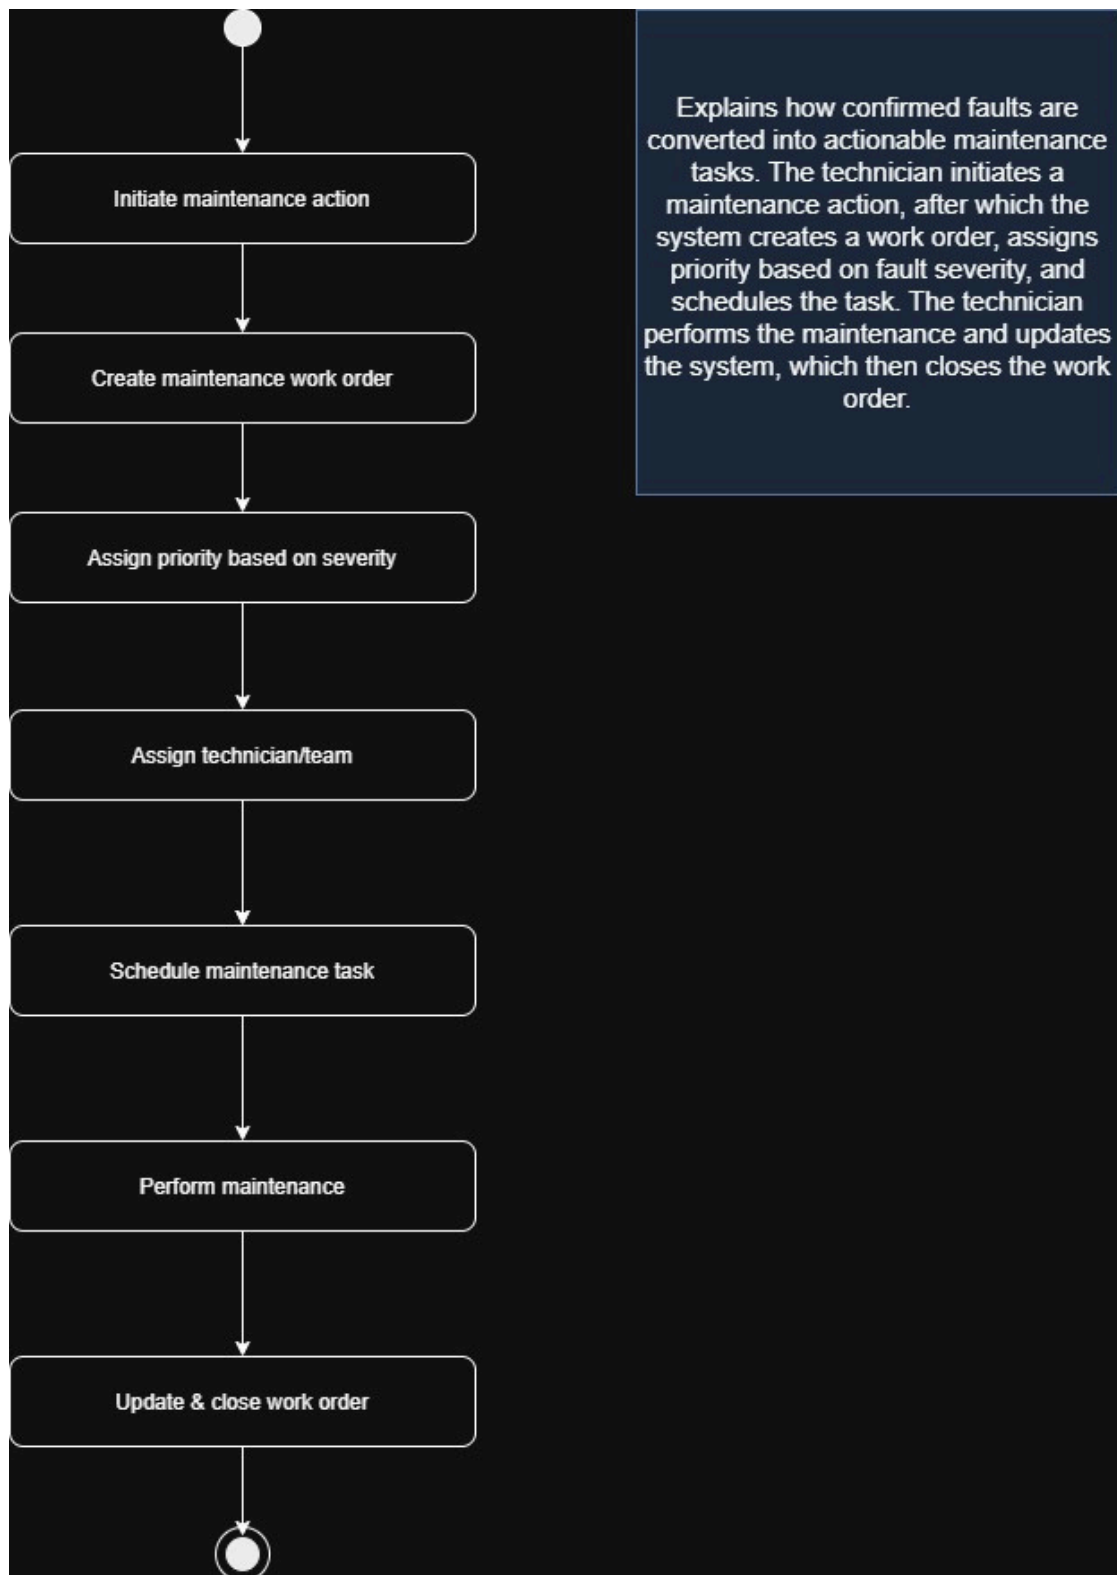 Initiate maintenance action
Create maintenance work order
Assign priority based on severity
Assign technician/team
Schedule maintenance task
Perform maintenance
Update & close work order
Explains how confirmed faults are
converted into actionable maintenance
tasks. The technician initiates a
maintenance action, after which the
system creates a work order, assigns
priority based on fault severity, and
schedules the task. The technician
performs the maintenance and updates
the system, which then closes the work
order.